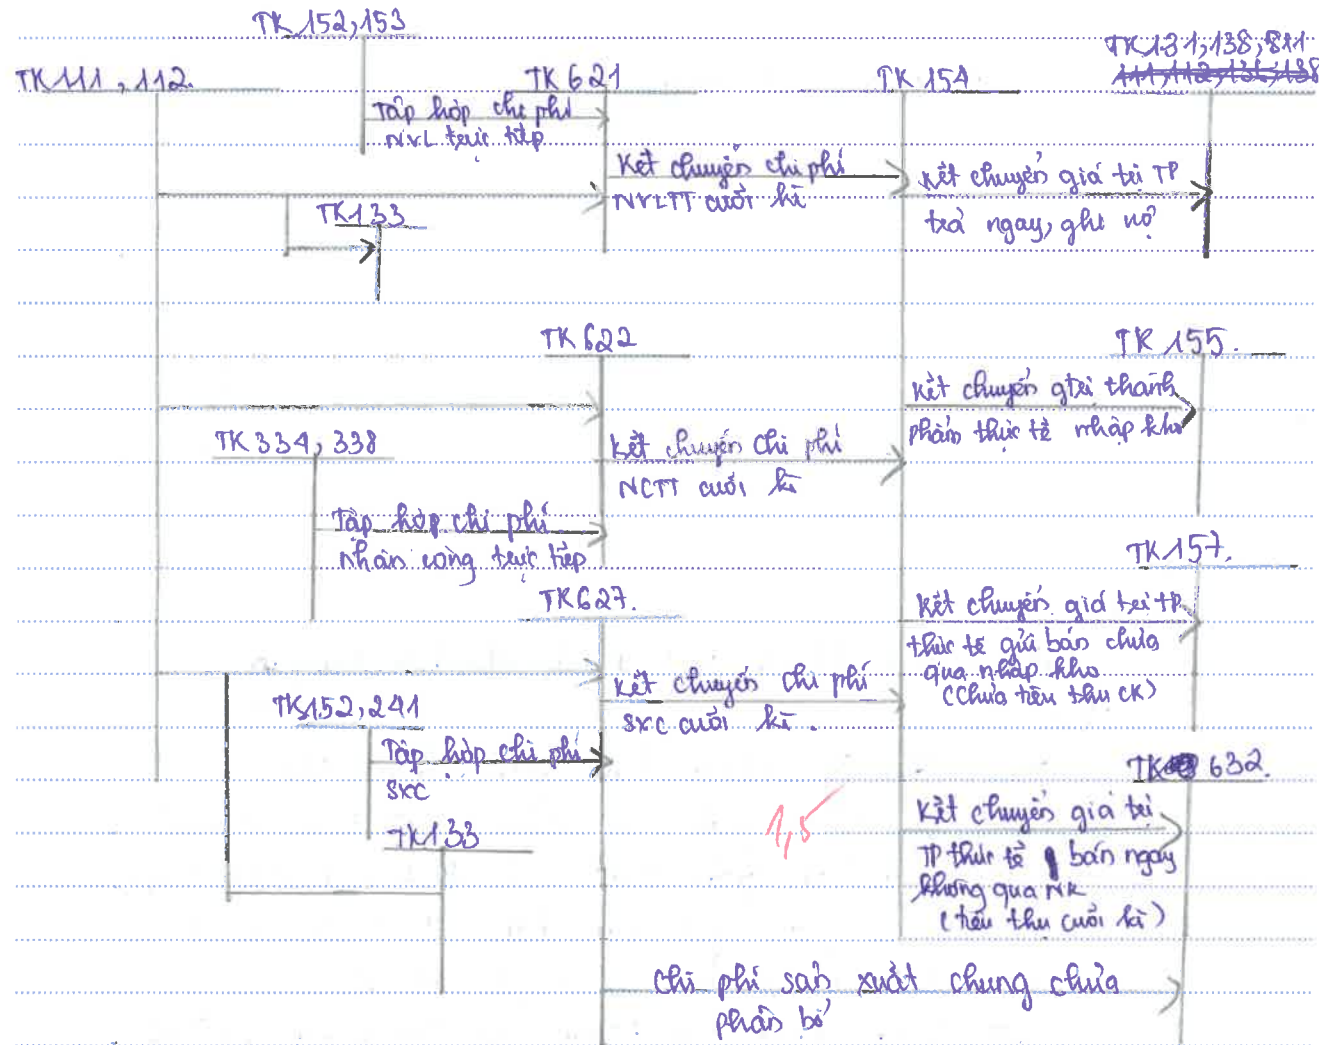 TK 152, 153
TK 131, 138, 811
111, 112, 131, 138
TK 111, 112.
TK 621
TK 154
Tập hợp chi phí
NVL trực tiếp
Kết chuyển chi phí
NVLTT cuối kì
Kết chuyển giá trị TP
trả ngay, ghi nợ
TK 133
TK 622
TK 155.
Kết chuyển gtrị thành
phẩm thực tế nhập kho
TK 334, 338
Kết chuyển chi phí
NCTT cuối kì
Tập hợp chi phí
nhân công trực tiếp
TK 157.
TK 627.
Kết chuyển giá trị TP
thực tế gửi bán chưa
qua nhập kho
(Chưa tiêu thụ CK)
Kết chuyển chi phí
SXC cuối kì.
TK 152, 241
Tập hợp chi phí
SXC
TK 632.
TK 133
1,5
Kết chuyển giá trị
TP thực tế bán ngay
không qua NK
(tiêu thụ cuối kì)
Chi phí sản xuất chung chưa
phân bổ